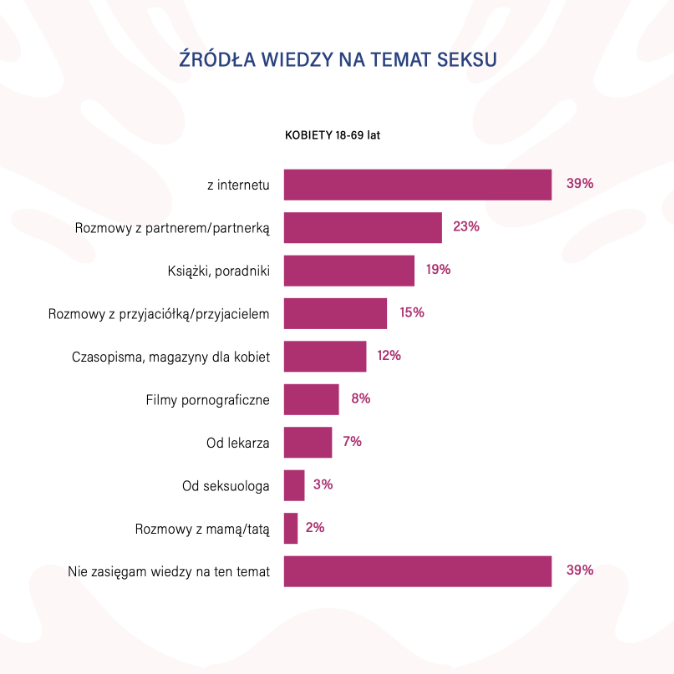 ŹRÓDŁA WIEDZY NA TEMAT SEKSU
KOBIETY 18-69 lat
z internetu 39%
Rozmowy z partnerem/partnerką 23%
Książki, poradniki 19%
Rozmowy z przyjaciółką/przyjacielem 15%
Czasopisma, magazyny dla kobiet 12%
Filmy pornograficzne 8%
Od lekarza 7%
Od seksuologa 3%
Rozmowy z mamą/tatą 2%
Nie zasięgam wiedzy na ten temat 39%